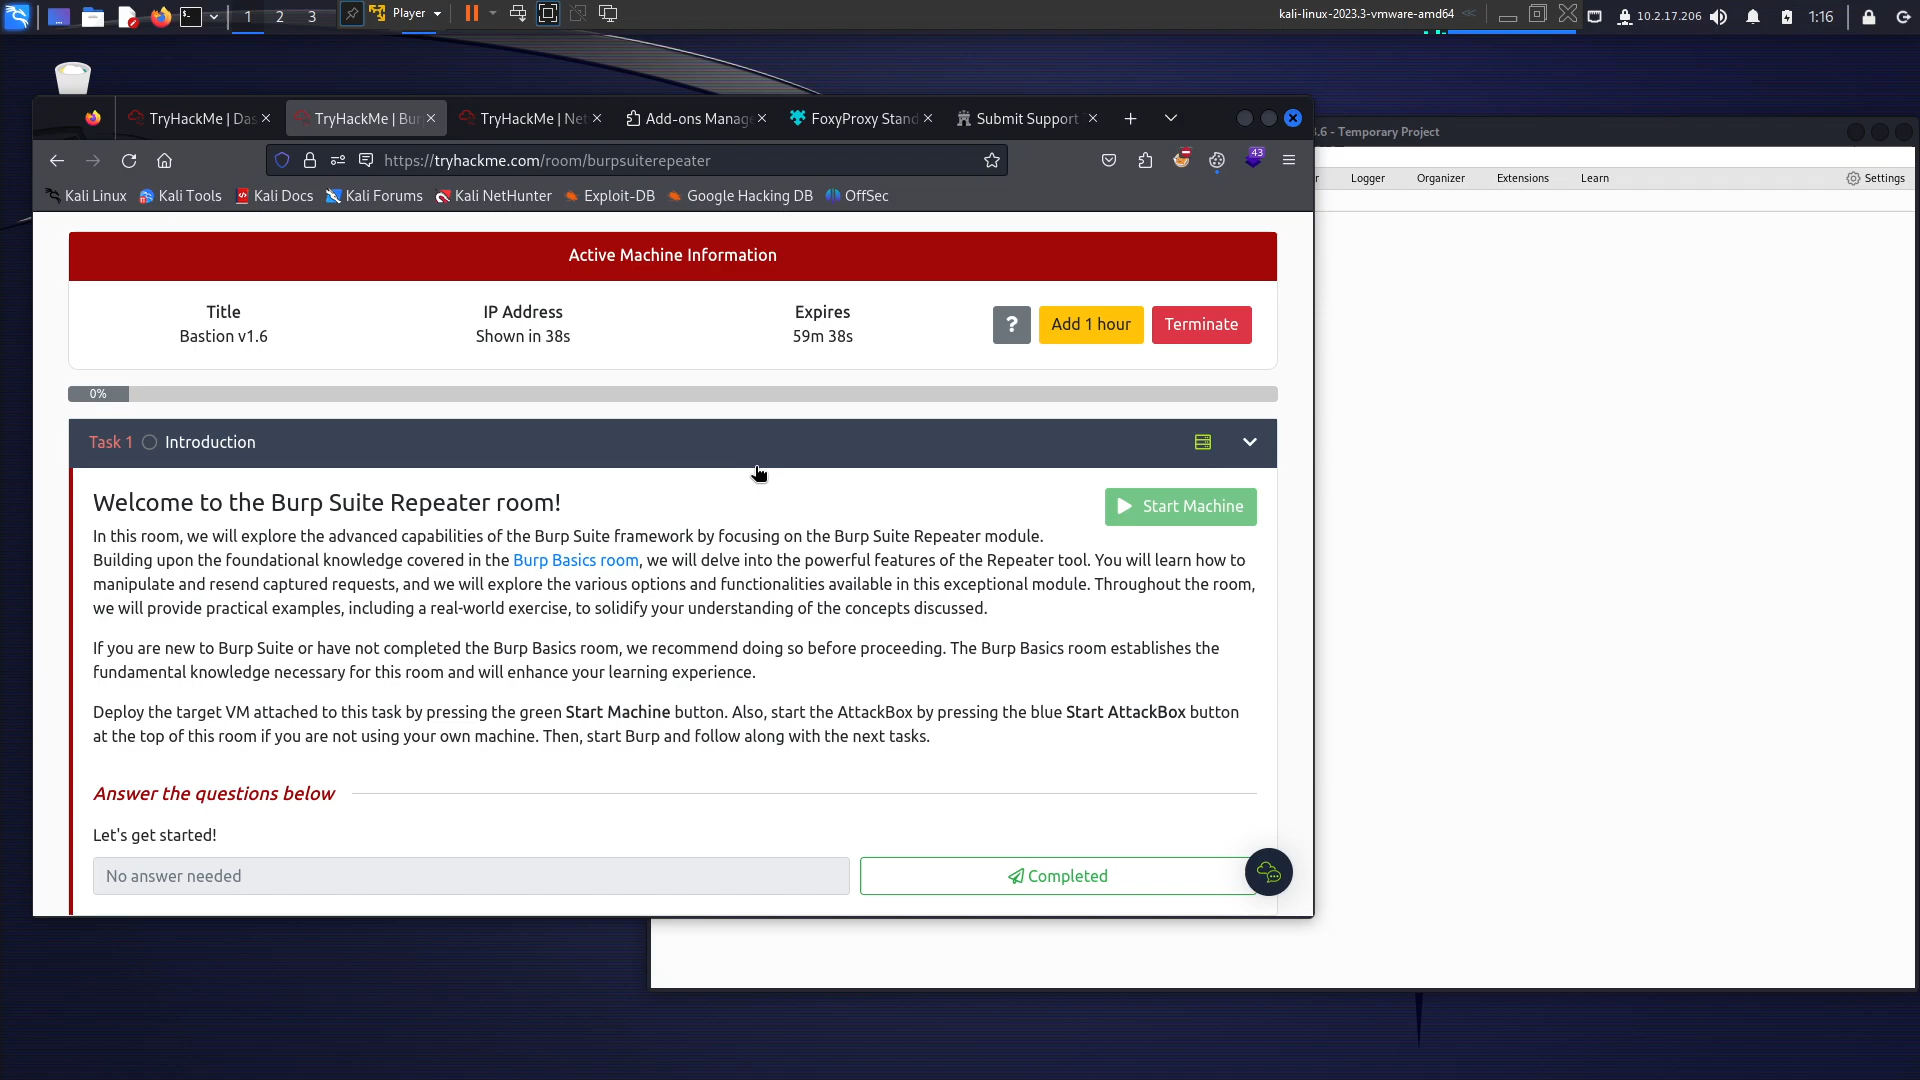 1 2 3 Player kali-linux-2023.3-vmware-amd64 10.2.17.206 1:16
TryHackMe | Das TryHackMe | Bur TryHackMe | Net Add-ons Manage FoxyProxy Stand Submit Support
.6 - Temporary Project
https://tryhackme.com/room/burpsuiterepeater 43
Logger Organizer Extensions Learn Settings
Kali Linux Kali Tools Kali Docs Kali Forums Kali NetHunter Exploit-DB Google Hacking DB OffSec
Active Machine Information
Title IP Address Expires
Bastion v1.6 Shown in 38s 59m 38s ? Add 1 hour Terminate
0%
Task 1 Introduction
Welcome to the Burp Suite Repeater room!
Start Machine
In this room, we will explore the advanced capabilities of the Burp Suite framework by focusing on the Burp Suite Repeater module.
Building upon the foundational knowledge covered in the Burp Basics room, we will delve into the powerful features of the Repeater tool. You will learn how to
manipulate and resend captured requests, and we will explore the various options and functionalities available in this exceptional module. Throughout the room,
we will provide practical examples, including a real-world exercise, to solidify your understanding of the concepts discussed.
If you are new to Burp Suite or have not completed the Burp Basics room, we recommend doing so before proceeding. The Burp Basics room establishes the
fundamental knowledge necessary for this room and will enhance your learning experience.
Deploy the target VM attached to this task by pressing the green Start Machine button. Also, start the AttackBox by pressing the blue Start AttackBox button
at the top of this room if you are not using your own machine. Then, start Burp and follow along with the next tasks.
Answer the questions below
Let's get started!
No answer needed Completed